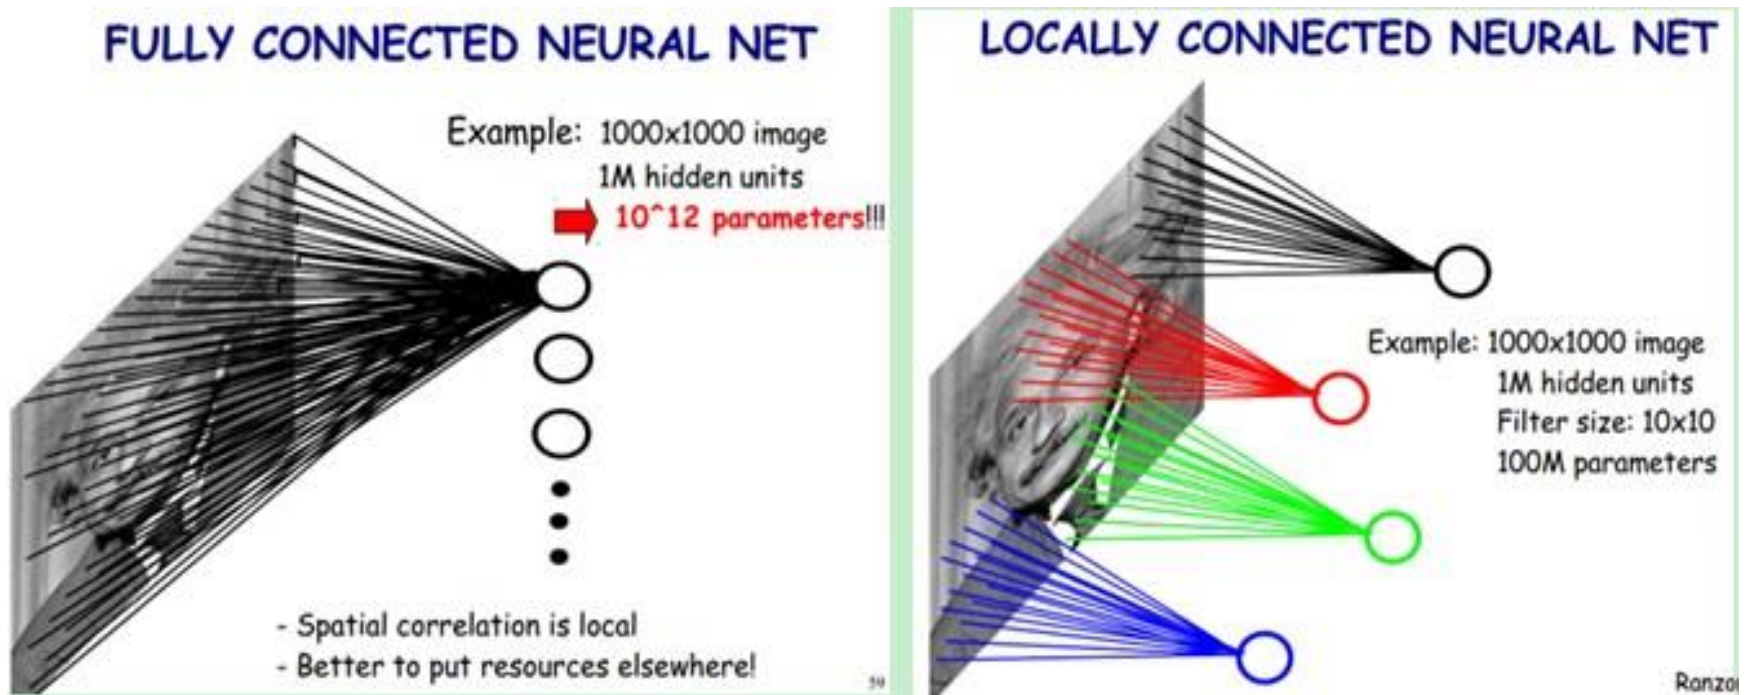 FULLY CONNECTED NEURAL NET
Example: 1000x1000 image
1M hidden units
10^12 parameters!!!
- Spatial correlation is local
- Better to put resources elsewhere!
LOCALLY CONNECTED NEURAL NET
Example: 1000x1000 image
1M hidden units
Filter size: 10x10
100M parameters